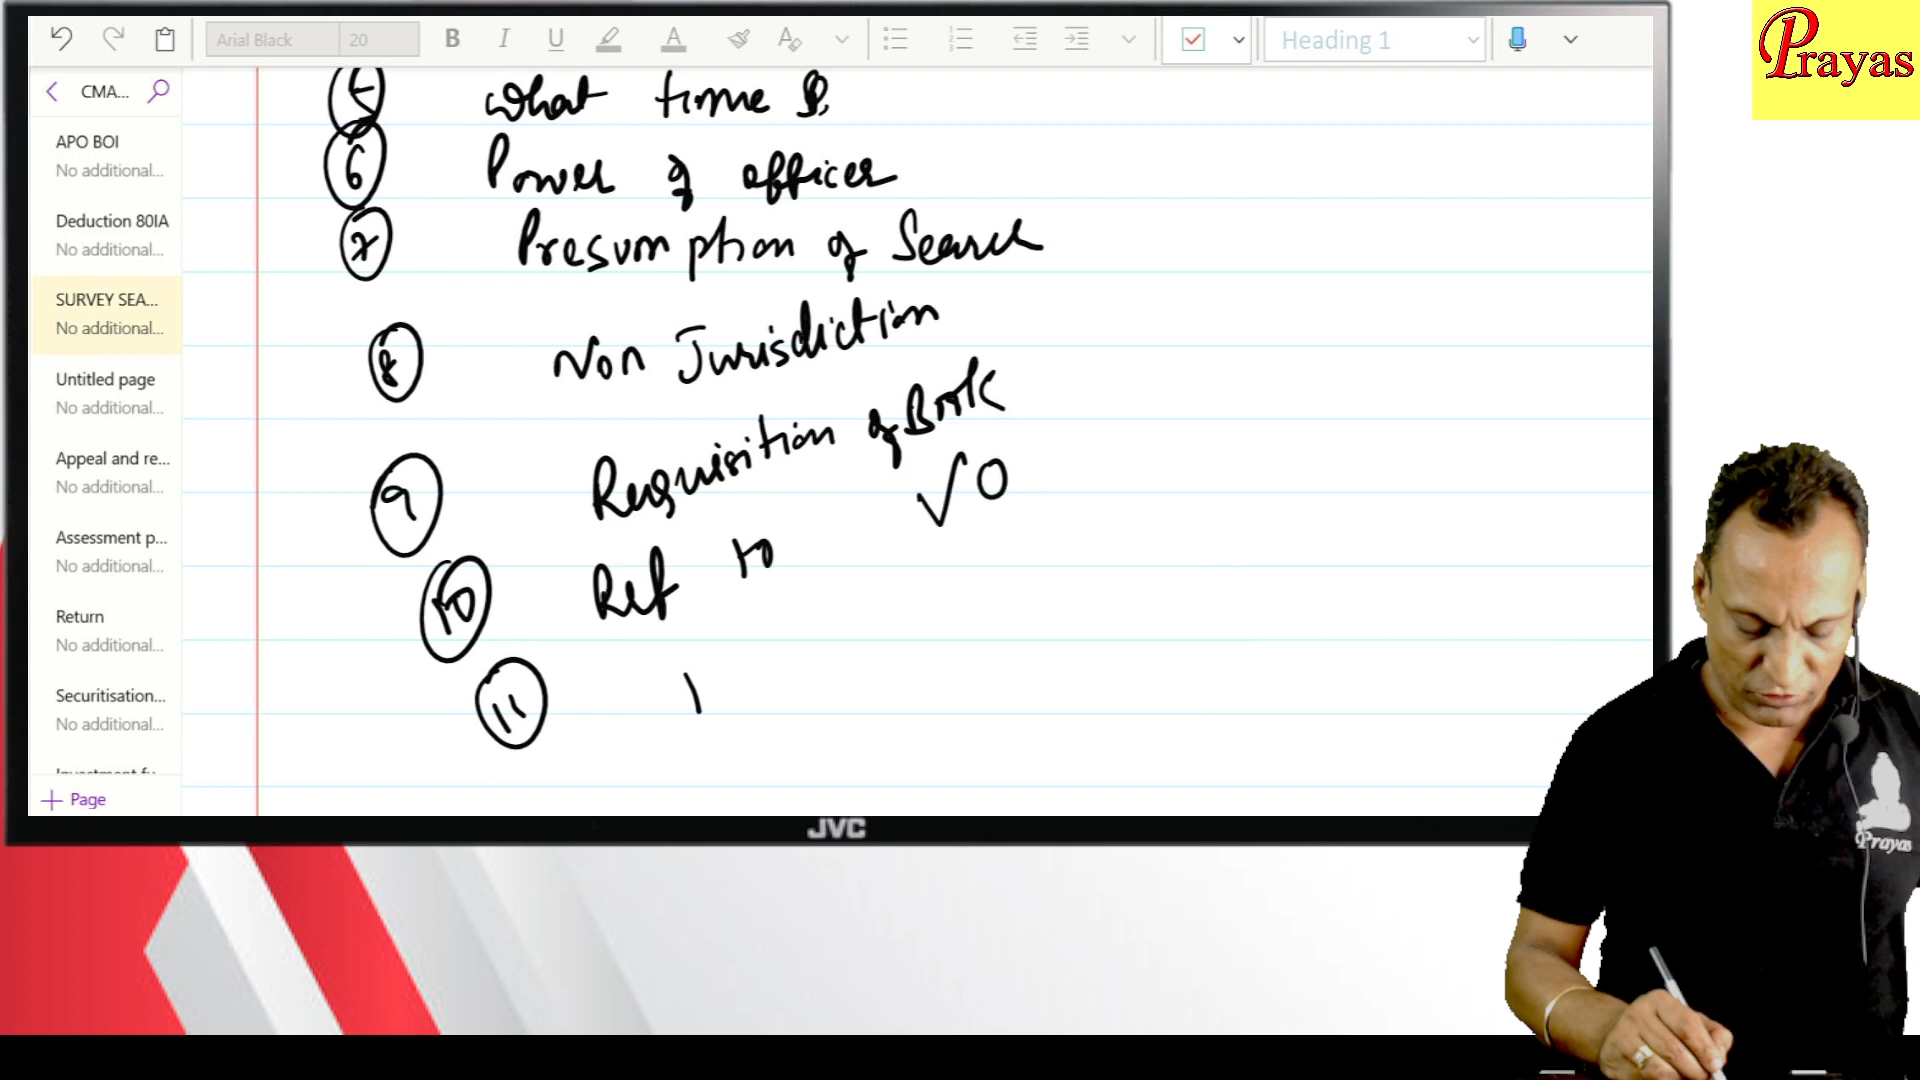 Arial Black 20 B I U A Heading 1
Prayas
CMA...
APO BOI
No additional...
Deduction 80IA
No additional...
SURVEY SEA...
No additional...
Untitled page
No additional...
Appeal and re...
No additional...
Assessment p...
No additional...
Return
No additional...
Securitisation...
No additional...
Page
5 What time
6 Power of officer
7 Presumption of Search
8 Non Jurisdiction
9 Requisition of Book
VO
10 Ref to
11
JVC
Prayas